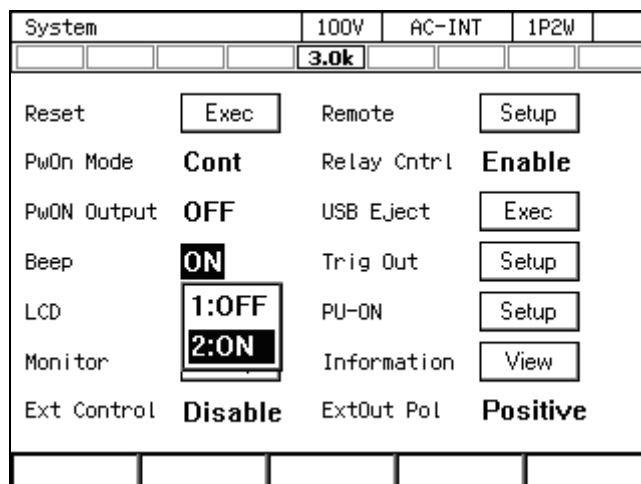 System 100V AC-INT 1P2W
3.0k
Reset Exec Remote Setup
PwOn Mode Cont Relay Cntrl Enable
PwON Output OFF USB Eject Exec
Beep ON Trig Out Setup
LCD 1:OFF PU-ON Setup
2:ON
Monitor Information View
Ext Control Disable ExtOut Pol Positive